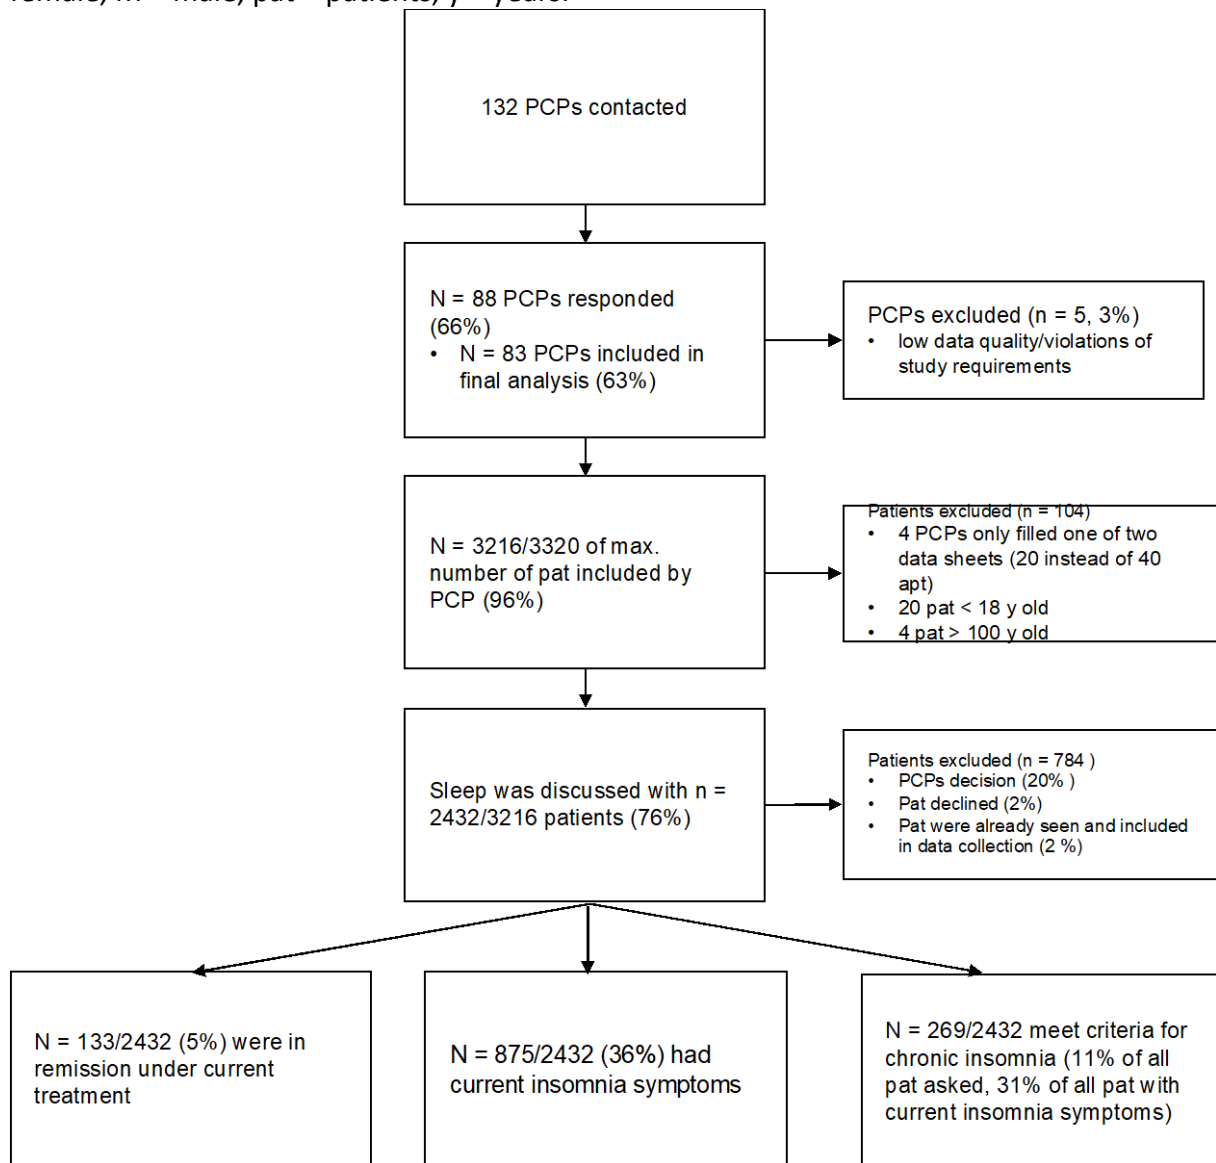 female, m = male, pat = patients, y = years.
132 PCPs contacted
N = 88 PCPs responded
(66%)
• N = 83 PCPs included in
final analysis (63%)
PCPs excluded (n = 5, 3%)
• low data quality/violations of
study requirements
N = 3216/3320 of max.
number of pat included by
PCP (96%)
Patients excluded (n = 104)
• 4 PCPs only filled one of two
data sheets (20 instead of 40
apt)
• 20 pat < 18 y old
• 4 pat > 100 y old
Sleep was discussed with n =
2432/3216 patients (76%)
Patients excluded (n = 784 )
• PCPs decision (20% )
• Pat declined (2%)
• Pat were already seen and included
in data collection (2 %)
N = 133/2432 (5%) were in
remission under current
treatment
N = 875/2432 (36%) had
current insomnia symptoms
N = 269/2432 meet criteria for
chronic insomnia (11% of all
pat asked, 31% of all pat with
current insomnia symptoms)